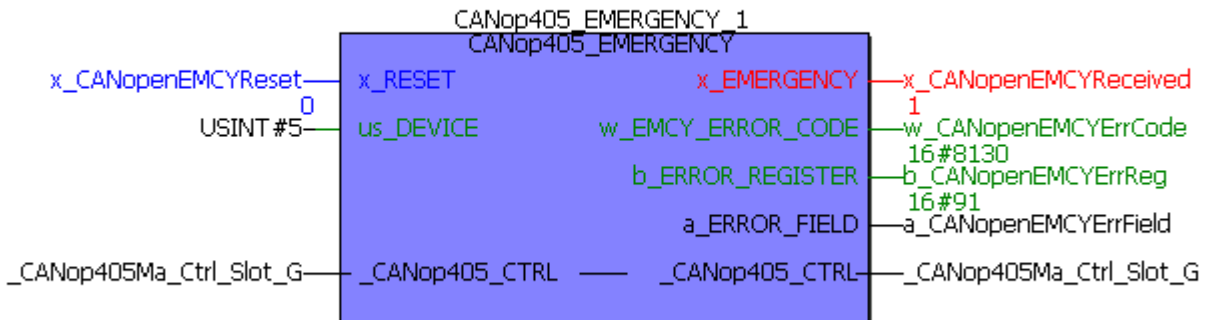 CANop405_EMERGENCY_1
CANop405_EMERGENCY
x_CANopenEMCYReset x_RESET x_EMERGENCY x_CANopenEMCYReceived
0 1
USINT#5 us_DEVICE w_EMCY_ERROR_CODE w_CANopenEMCYErrCode
16#8130
b_ERROR_REGISTER b_CANopenEMCYErrReg
16#91
a_ERROR_FIELD a_CANopenEMCYErrField
_CANop405Ma_Ctrl_Slot_G _CANop405_CTRL _CANop405_CTRL _CANop405Ma_Ctrl_Slot_G